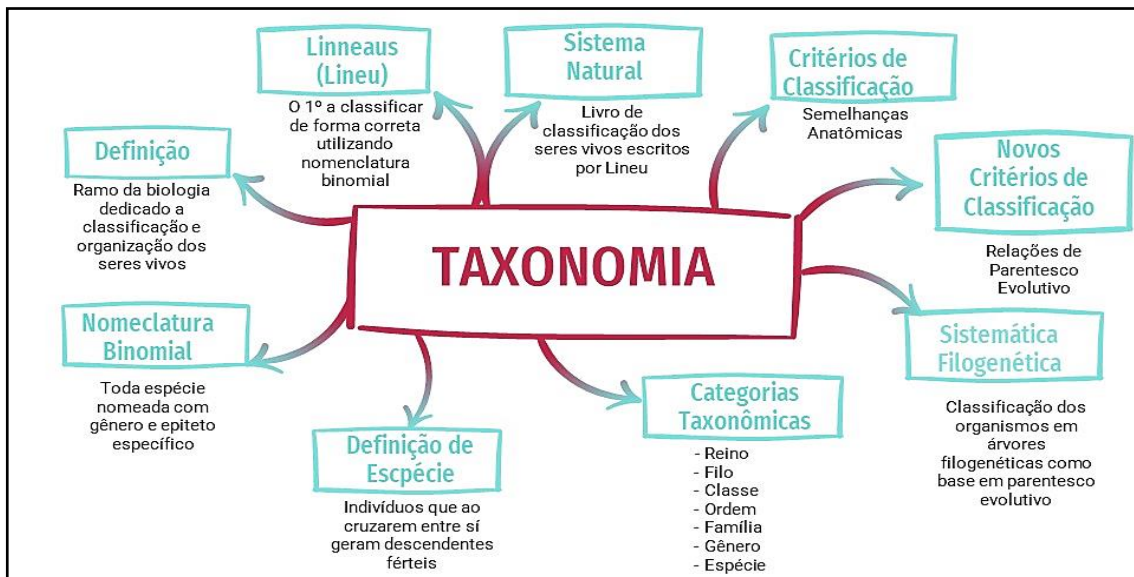 Linneaus
(Lineu)
O 1º a classificar
de forma correta
utilizando
nomenclatura
binomial
Sistema
Natural
Livro de
classificação dos
seres vivos escritos
por Lineu
Critérios de
Classificação
Semelhanças
Anatômicas
Definição
Ramo da biologia
dedicado a
classificação e
organização dos
seres vivos
Novos
Critérios de
Classificação
Relações de
Parentesco
Evolutivo
TAXONOMIA
Nomeclatura
Binomial
Toda espécie
nomeada com
gênero e epiteto
específico
Definição de
Escpécie
Indivíduos que ao
cruzarem entre sí
geram descendentes
férteis
Categorias
Taxonômicas
- Reino
- Filo
- Classe
- Ordem
- Família
- Gênero
- Espécie
Sistemática
Filogenética
Classificação dos
organismos em
árvores
filogenéticas como
base em parentesco
evolutivo